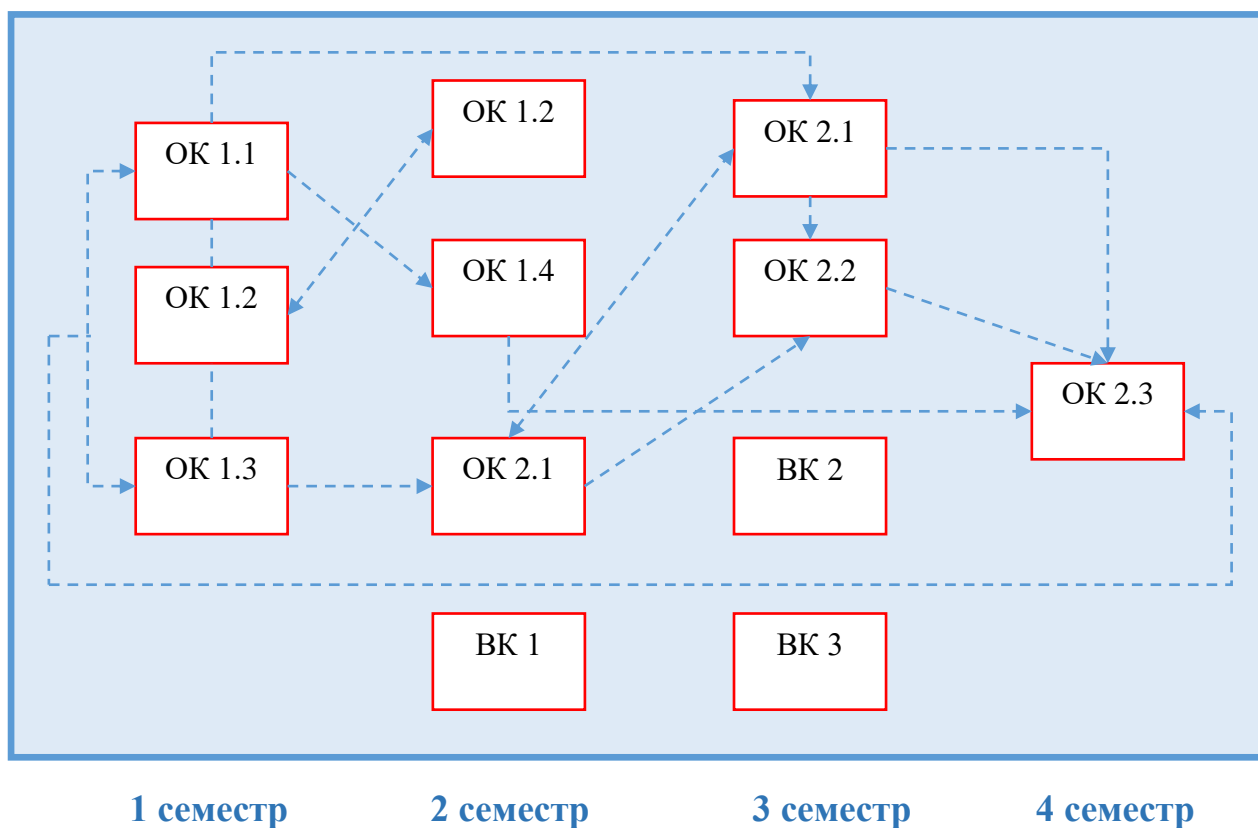 ОК 1.1
ОК 1.2
ОК 1.3
ОК 1.2
ОК 1.4
ОК 2.1
ВК 1
ОК 2.1
ОК 2.2
ВК 2
ВК 3
ОК 2.3
1 семестр
2 семестр
3 семестр
4 семестр